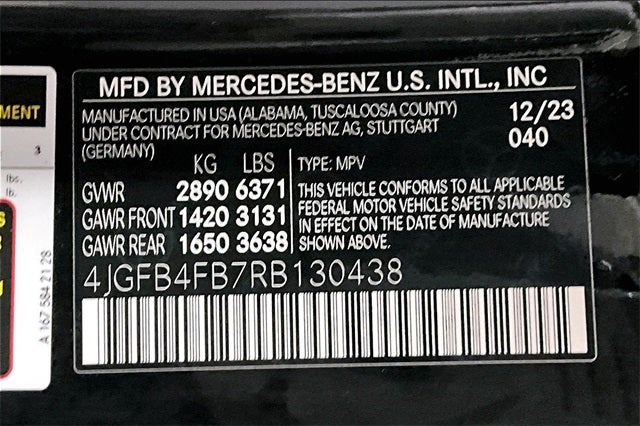 MFD BY MERCEDES-BENZ U.S. INTL., INC
MANUFACTURED IN USA (ALABAMA, TUSCALOOSA COUNTY)
UNDER CONTRACT FOR MERCEDES-BENZ AG, STUTTGART
(GERMANY)
12/23
040
KG LBS
GVWR 2890 6371
GAWR FRONT 1420 3131
GAWR REAR 1650 3638
TYPE: MPV
THIS VEHICLE CONFORMS TO ALL APPLICABLE
FEDERAL MOTOR VEHICLE SAFETY STANDARDS
IN EFFECT ON THE DATE OF MANUFACTURE
SHOWN ABOVE.
4JGFB4FB7RB130438
MENT
3
lbs.
lb.
A 167 584 21 28